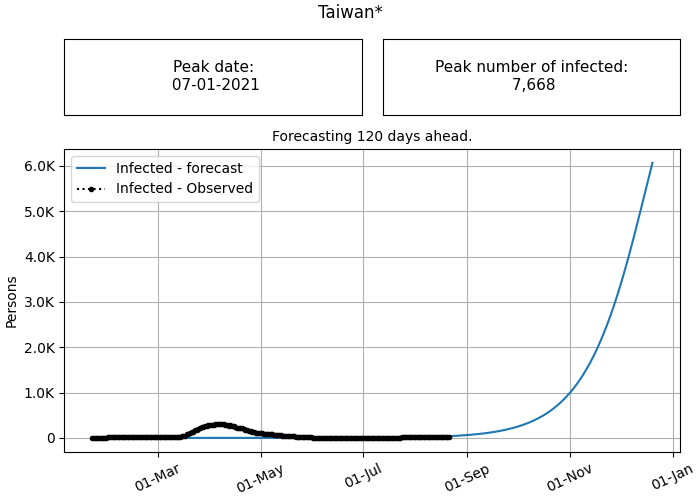 Taiwan*
Peak date:
07-01-2021
Peak number of infected:
7,668
Forecasting 120 days ahead.
Infected - forecast
Infected - Observed
Persons
6.0K
5.0K
4.0K
3.0K
2.0K
1.0K
0
01-Mar
01-May
01-Jul
01-Sep
01-Nov
01-Jan